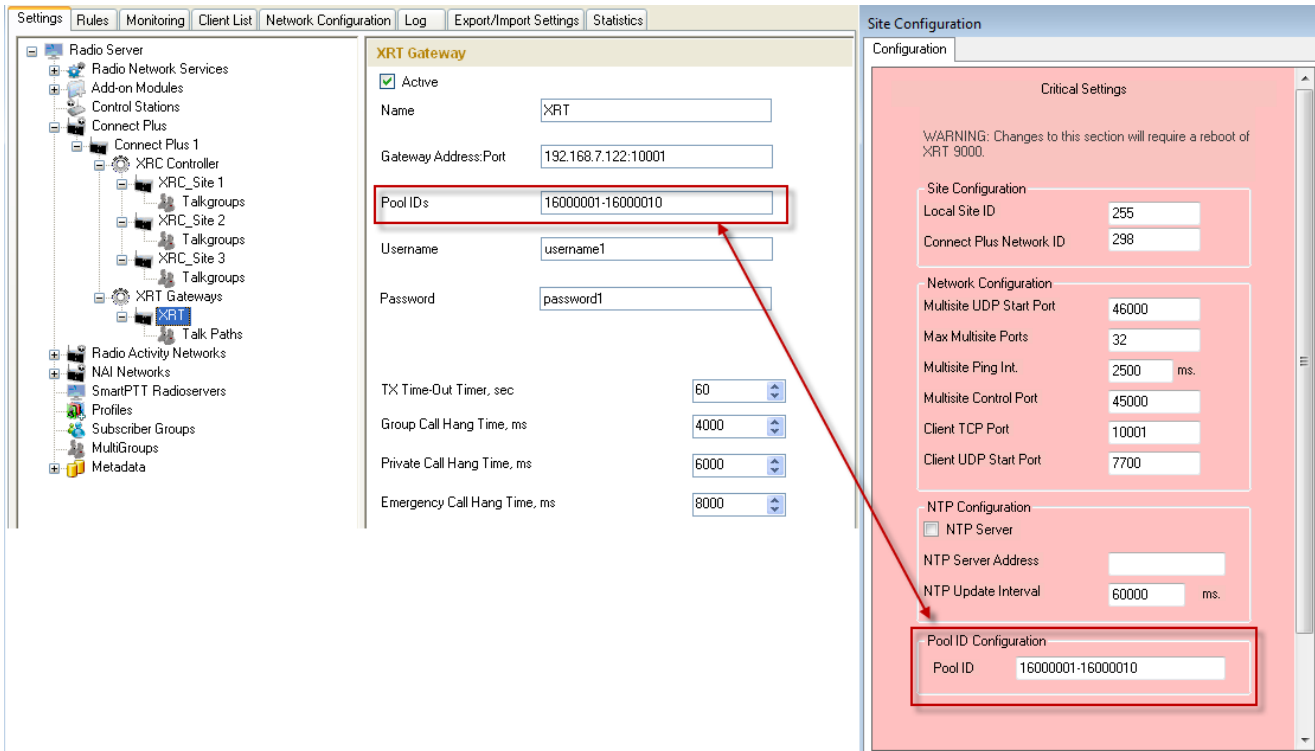 Settings Rules Monitoring Client List Network Configuration Log Export/Import Settings Statistics
Radio Server
Radio Network Services
Add-on Modules
Control Stations
Connect Plus
Connect Plus 1
XRC Controller
XRC_Site 1
Talkgroups
XRC_Site 2
Talkgroups
XRC_Site 3
Talkgroups
XRT Gateways
XRT
Talk Paths
Radio Activity Networks
NAI Networks
SmartPTT Radioservers
Profiles
Subscriber Groups
MultiGroups
Metadata
XRT Gateway
Active
Name XRT
Gateway Address:Port 192.168.7.122:10001
Pool IDs 16000001-16000010
Username username1
Password password1
TX Time-Out Timer, sec 60
Group Call Hang Time, ms 4000
Private Call Hang Time, ms 6000
Emergency Call Hang Time, ms 8000
Site Configuration
Configuration
Critical Settings
WARNING: Changes to this section will require a reboot of
XRT 9000.
Site Configuration
Local Site ID 255
Connect Plus Network ID 298
Network Configuration
Multisite UDP Start Port 46000
Max Multisite Ports 32
Multisite Ping Int. 2500 ms.
Multisite Control Port 45000
Client TCP Port 10001
Client UDP Start Port 7700
NTP Configuration
NTP Server
NTP Server Address
NTP Update Interval 60000 ms.
Pool ID Configuration
Pool ID 16000001-16000010